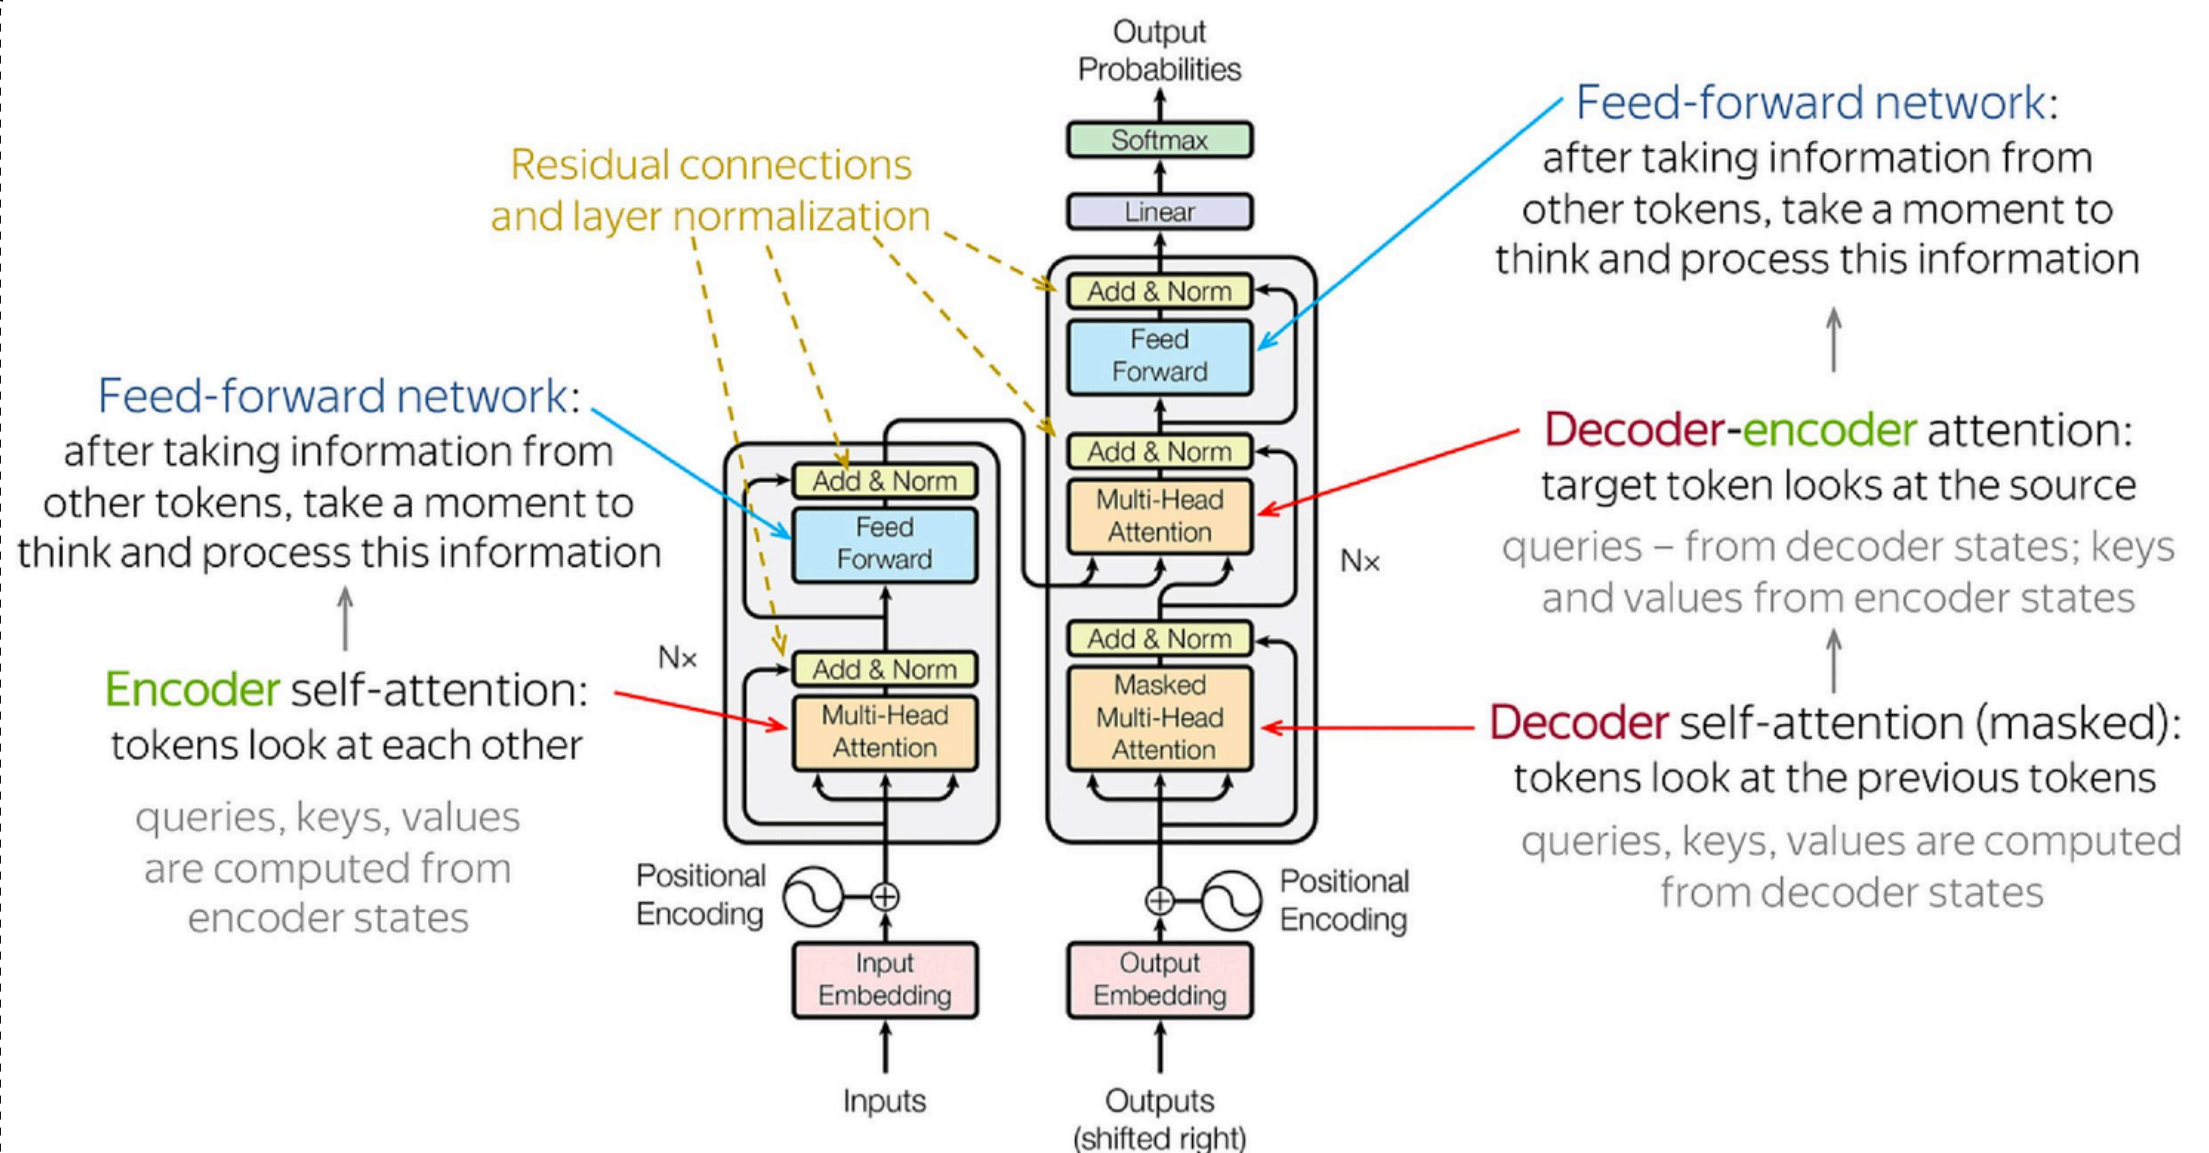 Output
Probabilities
Softmax
Linear
Add & Norm
Feed
Forward
Add & Norm
Multi-Head
Attention
Add & Norm
Masked
Multi-Head
Attention
Nx
Positional
Encoding
Output
Embedding
Outputs
(shifted right)
Residual connections
and layer normalization
Add & Norm
Feed
Forward
Add & Norm
Multi-Head
Attention
Nx
Positional
Encoding
Input
Embedding
Inputs
Feed-forward network:
after taking information from
other tokens, take a moment to
think and process this information
Encoder self-attention:
tokens look at each other
queries, keys, values
are computed from
encoder states
Feed-forward network:
after taking information from
other tokens, take a moment to
think and process this information
Decoder-encoder attention:
target token looks at the source
queries – from decoder states; keys
and values from encoder states
Decoder self-attention (masked):
tokens look at the previous tokens
queries, keys, values are computed
from decoder states